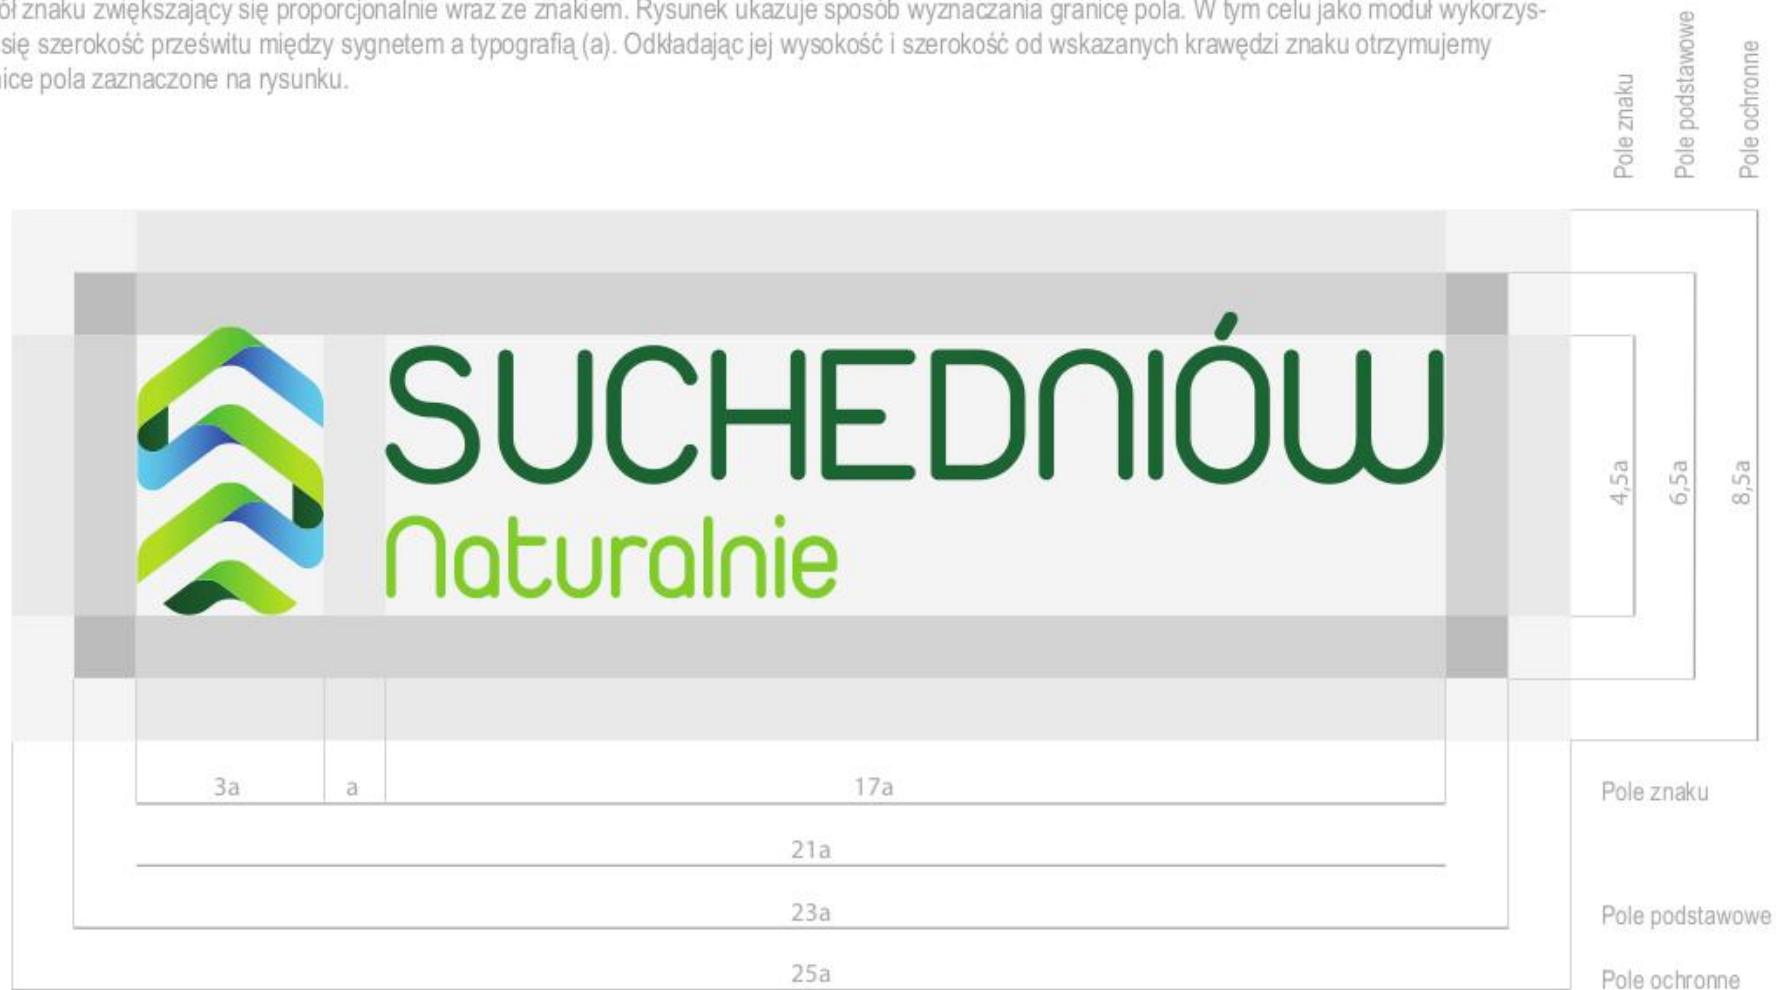 ół znaku zwiększający się proporcjonalnie wraz ze znakiem. Rysunek ukazuje sposób wyznaczania granicę pola. W tym celu jako moduł wykorzys-
się szerokość prześwitu między sygnetem a typografią (a). Odkładając jej wysokość i szerokość od wskazanych krawędzi znaku otrzymujemy
nice pola zaznaczone na rysunku.
Pole znaku
Pole podstawowe
Pole ochronne
SUCHEDNIÓW
Naturalnie
4,5a
6,5a
8,5a
3a a 17a
Pole znaku
21a
23a
Pole podstawowe
25a
Pole ochronne